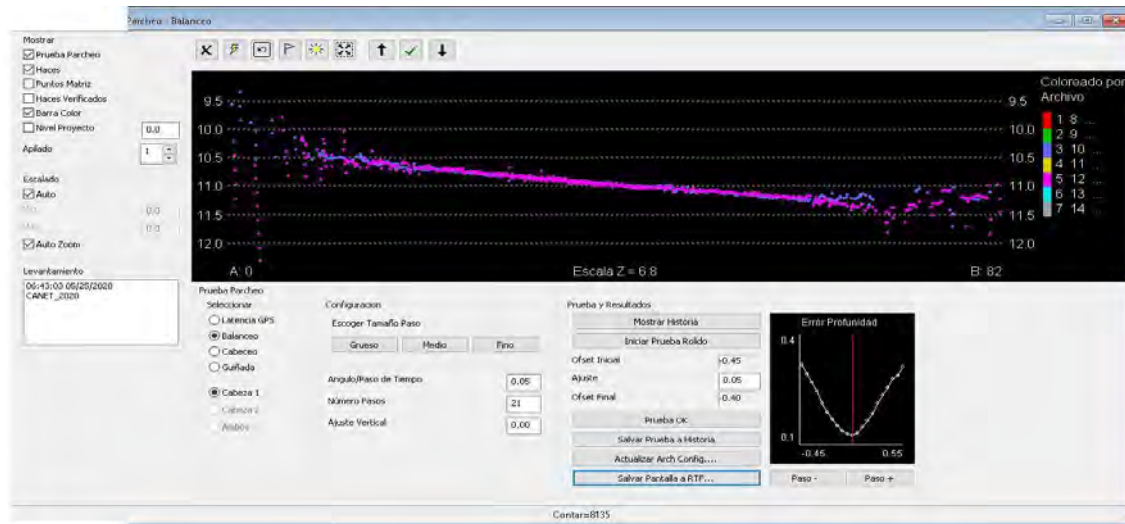 Parcheo - Balanceo
Mostrar
Prueba Parcheo
Haces
Puntos Matriz
Haces Verificados
Barra Color
Nivel Proyecto 0.0
Apilado 1
Escalado
Auto
0.0
0.0
Auto Zoom
Levantamiento
06:43:03 05/25/2020
CANET_2020
9.5 9.5
10.0 10.0
10.5 10.5
11.0 11.0
11.5 11.5
12.0 12.0
A: 0 Escala Z = 6.8 B: 82
Coloreado por
Archivo
1 8 ...
2 9 ...
3 10 ...
4 11 ...
5 12 ...
6 13 ...
7 14 ...
Prueba Parcheo
Seleccionar
Latencia GPS
Balanceo
Cabeceo
Guiñada
Cabeza 1
Cabeza 2
Ambos
Configuracion
Escoger Tamaño Paso
Grueso Medio Fino
Angulo/Paso de Tiempo 0.05
Número Pasos 21
Ajuste Vertical 0.00
Prueba y Resultados
Mostrar Historia
Iniciar Prueba Rolido
Ofset Inicial -0.45
Ajuste 0.05
Ofset Final -0.40
Prueba OK
Salvar Prueba a Historia
Actualizar Arch Config....
Salvar Pantalla a RTF...
Error Profunidad
0.4
0.1
-0.45 0.55
Paso - Paso +
Contar=8135